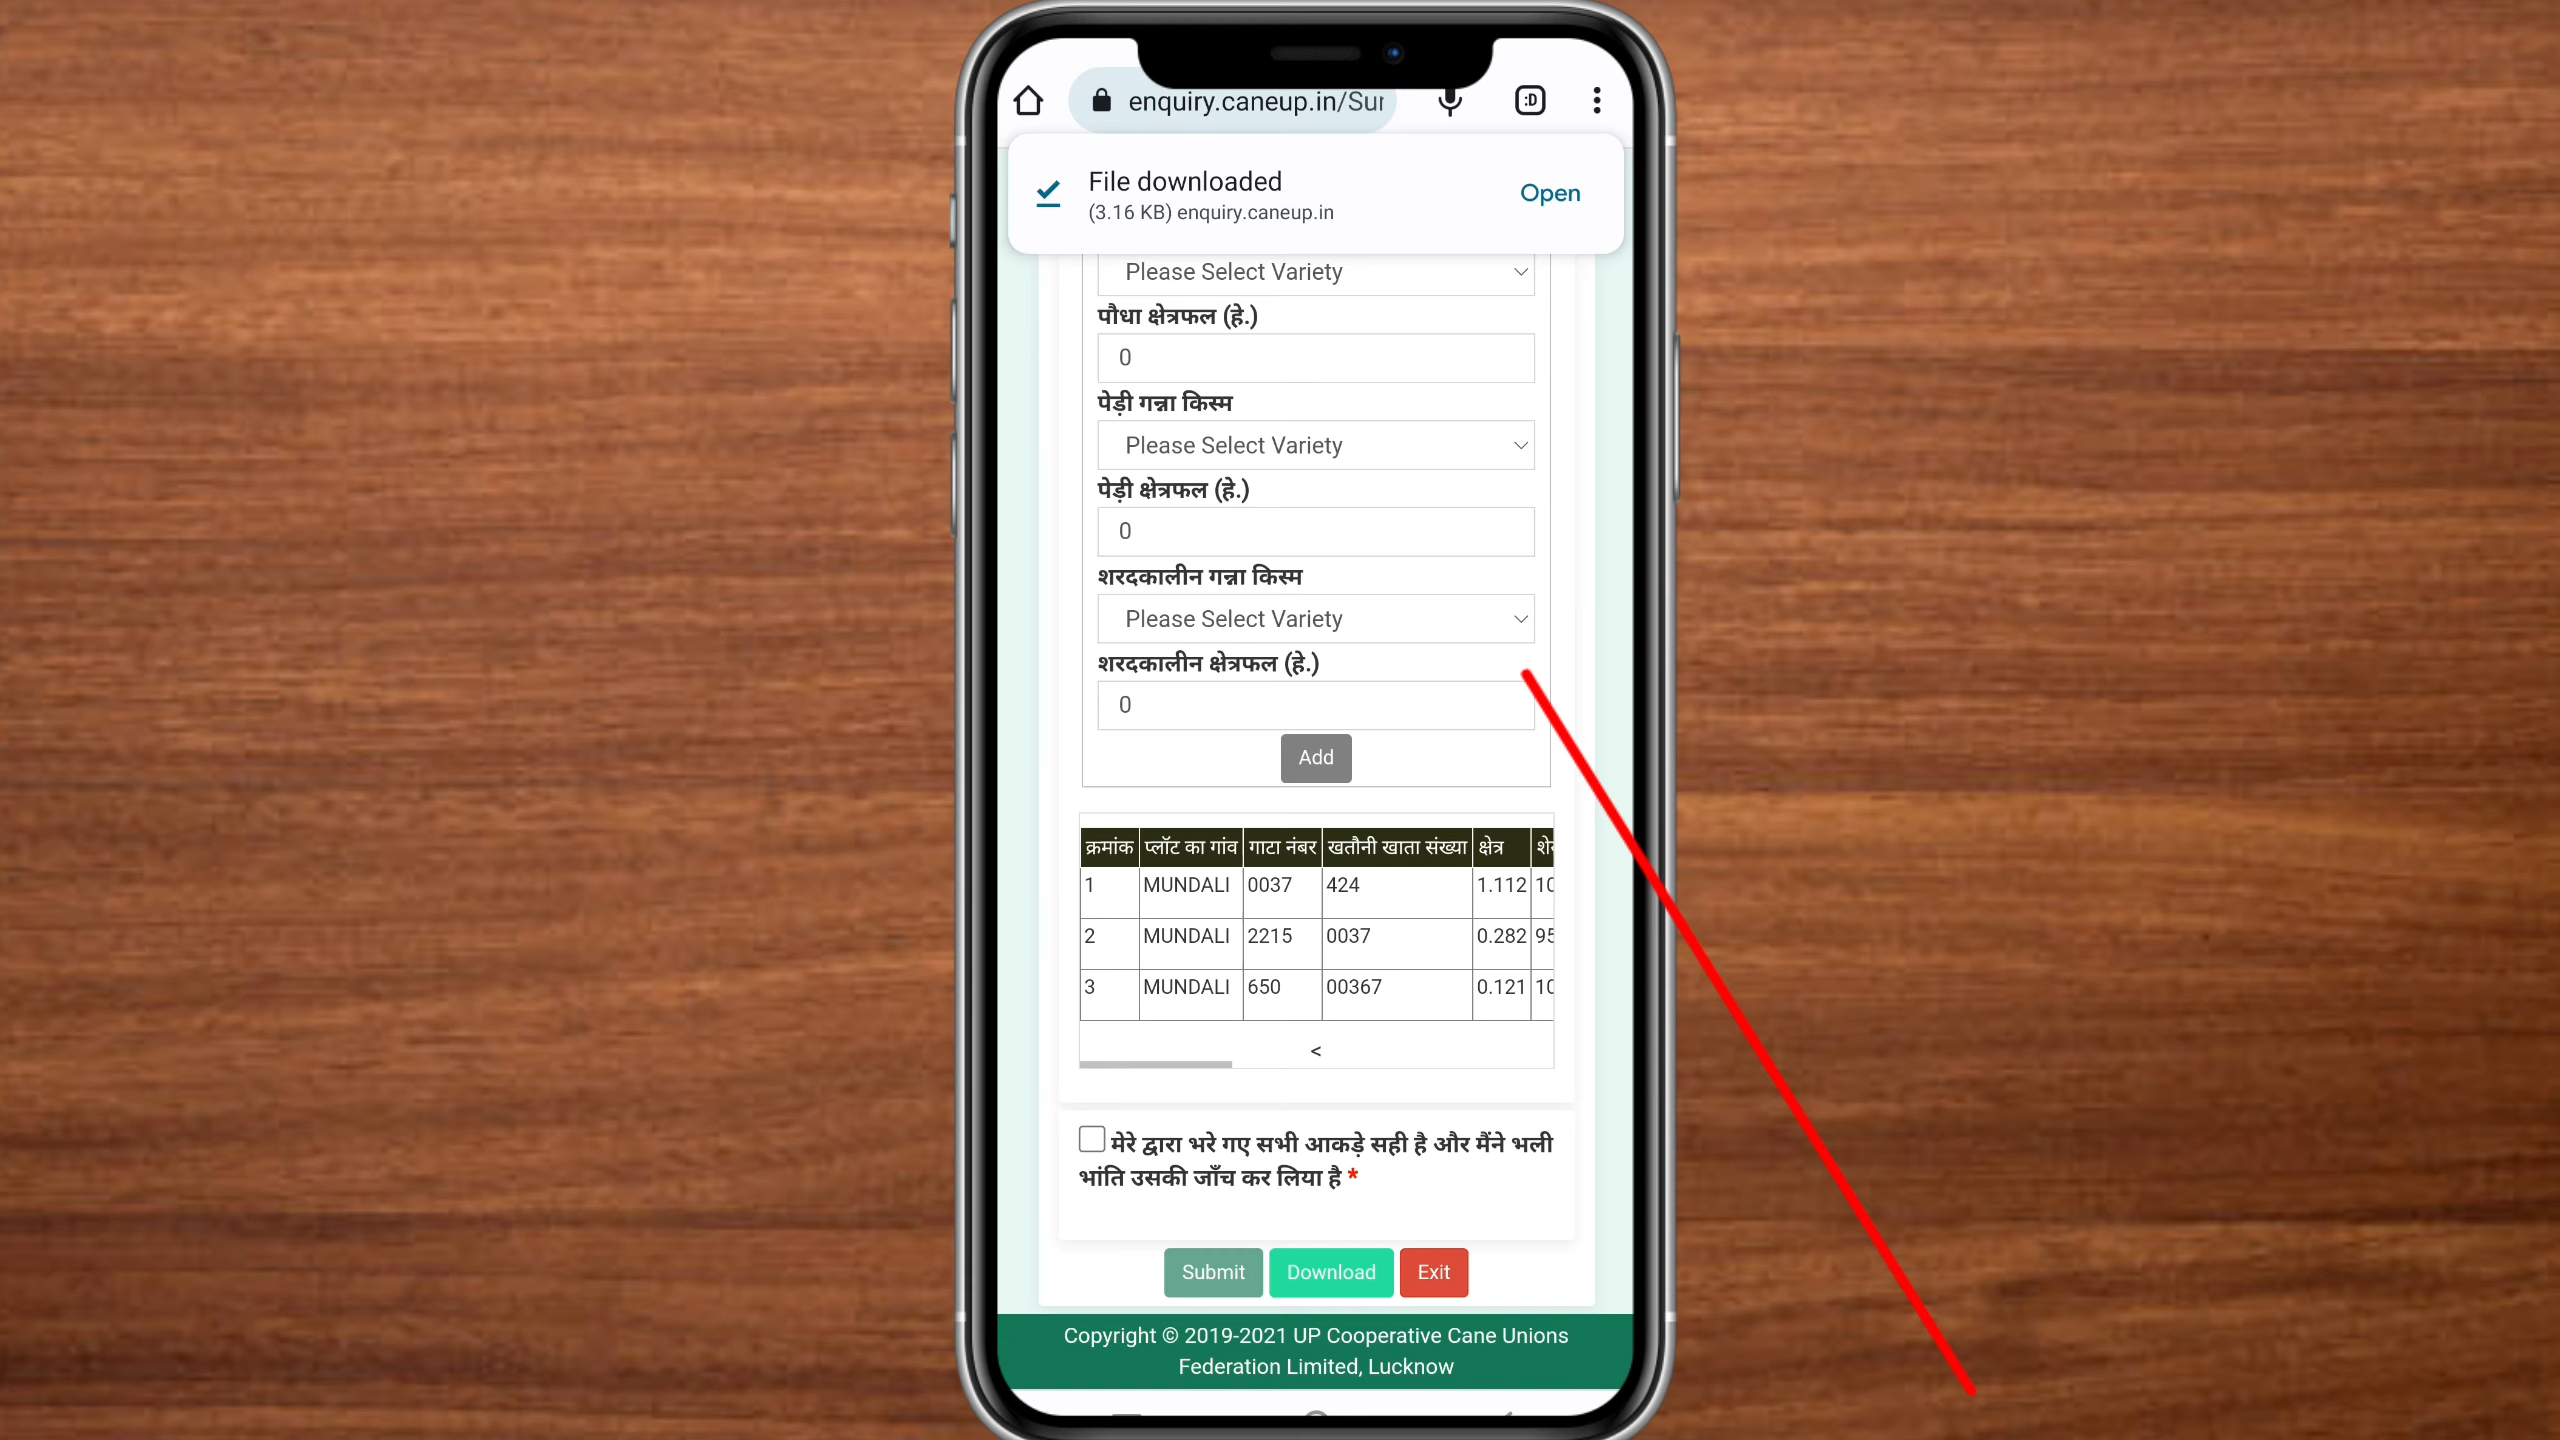 enquiry.caneup.in/Sur
:D
File downloaded
(3.16 KB) enquiry.caneup.in
Open
Please Select Variety
पौधा क्षेत्रफल (हे.)
0
पेड़ी गन्ना किस्म
Please Select Variety
पेड़ी क्षेत्रफल (हे.)
0
शरदकालीन गन्ना किस्म
Please Select Variety
शरदकालीन क्षेत्रफल (हे.)
0
Add
क्रमांक प्लॉट का गांव गाटा नंबर खतौनी खाता संख्या क्षेत्र
1 MUNDALI 0037 424 1.112
2 MUNDALI 2215 0037 0.282
3 MUNDALI 650 00367 0.121
<
मेरे द्वारा भरे गए सभी आकड़े सही है और मैंने भली
भांति उसकी जाँच कर लिया है *
Submit Download Exit
Copyright © 2019-2021 UP Cooperative Cane Unions
Federation Limited, Lucknow